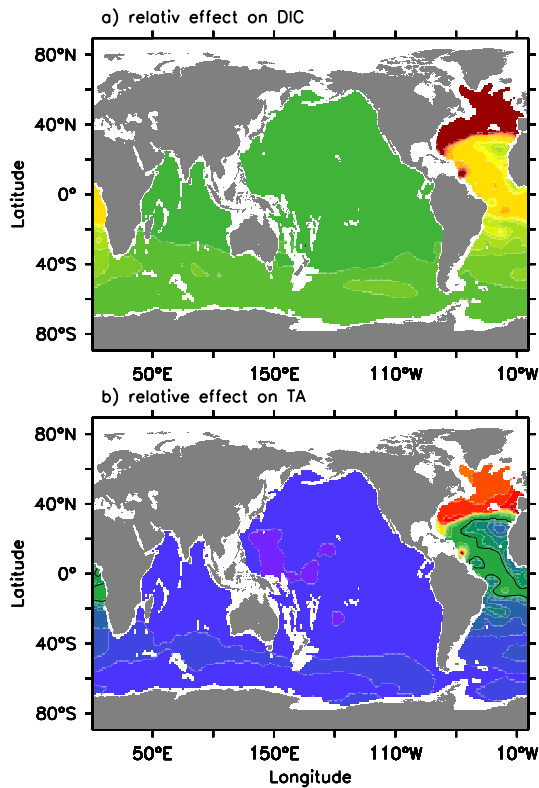 a) relativ effect on DIC
80°N
40°N
0°
40°S
80°S
Latitude
50°E
150°E
110°W
10°W
b) relative effect on TA
80°N
40°N
0°
40°S
80°S
Latitude
50°E
150°E
110°W
10°W
Longitude